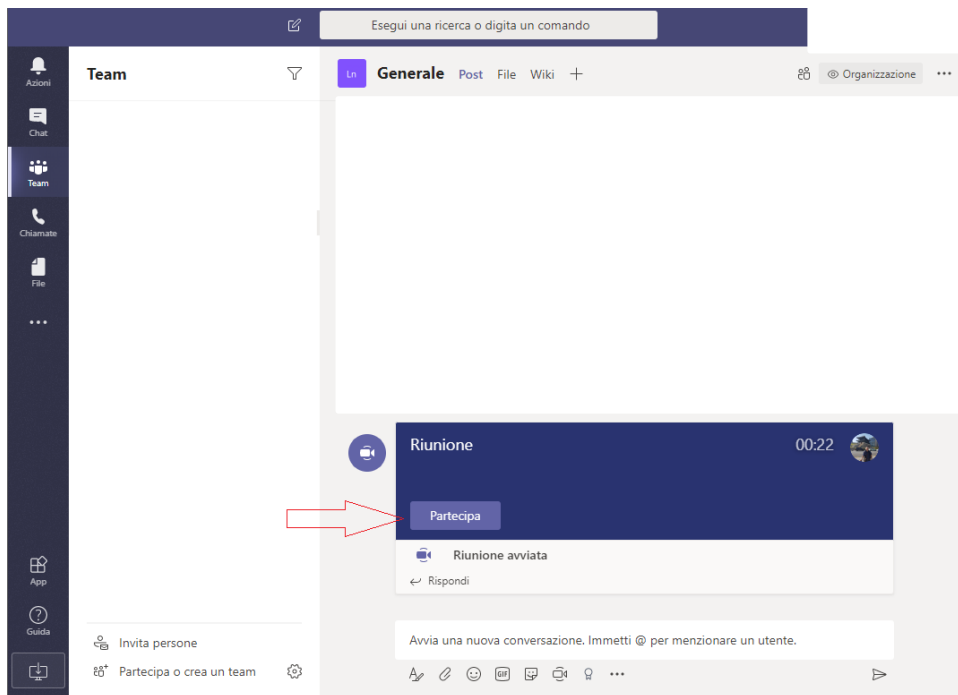 Esegui una ricerca o digita un comando
Azioni
Chat
Team
Chiamate
File
App
Guida
Team
Invita persone
Partecipa o crea un team
Ln Generale Post File Wiki
Organizzazione
Riunione 00:22
Partecipa
Riunione avviata
Rispondi
Avvia una nuova conversazione. Immetti @ per menzionare un utente.
GIF